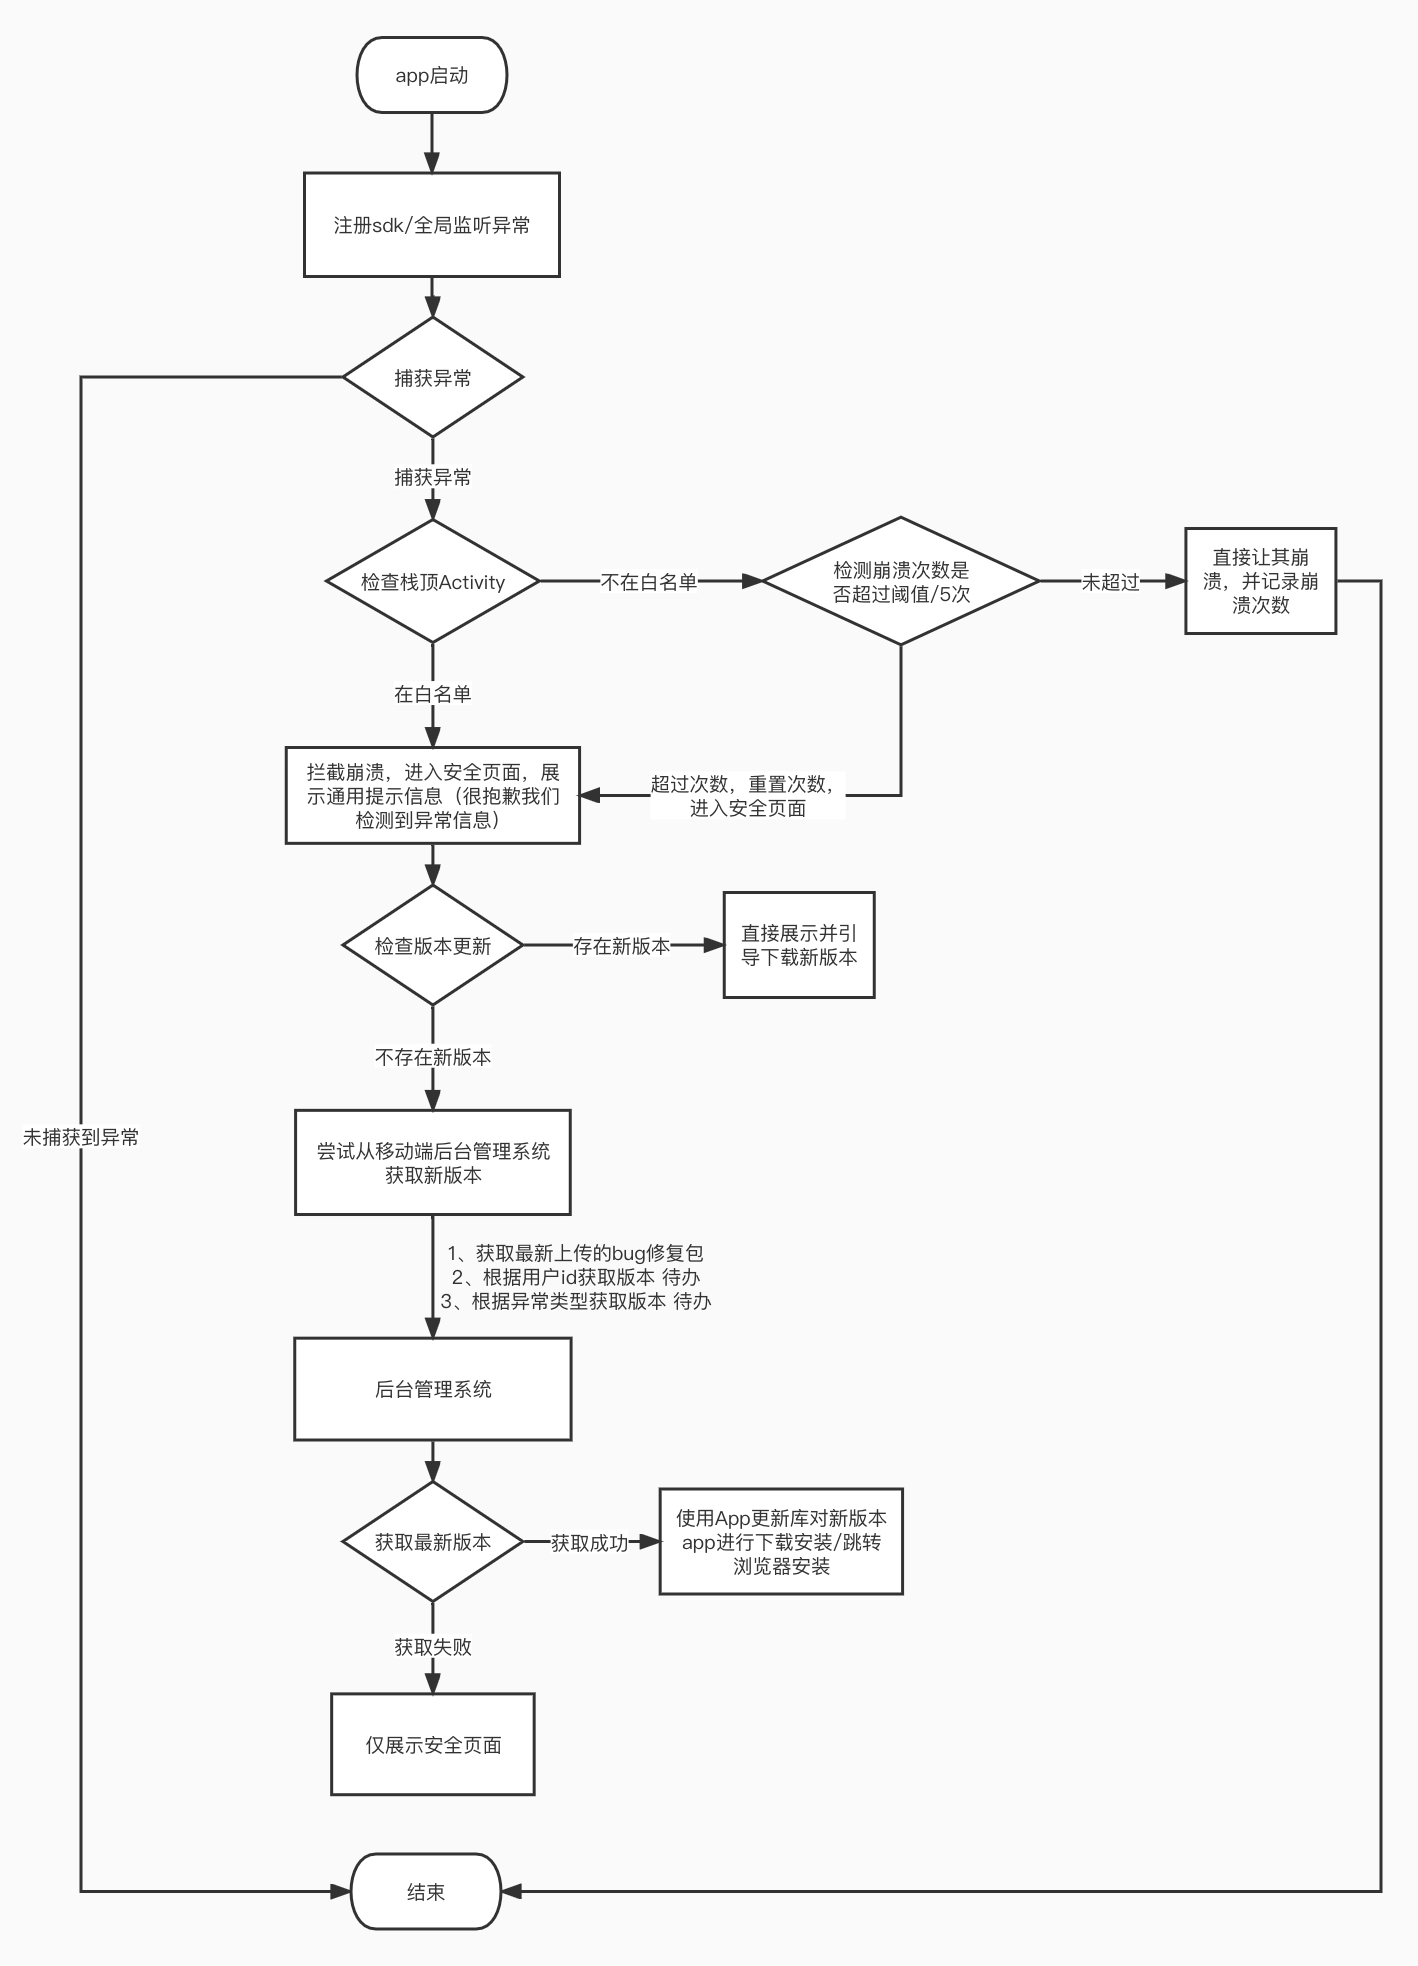 app启动
注册sdk/全局监听异常
捕获异常
捕获异常
检查栈顶Activity
不在白名单
检测崩溃次数是
否超过阈值/5次
未超过
直接让其崩
溃，并记录崩
溃次数
在白名单
拦截崩溃，进入安全页面，展
示通用提示信息（很抱歉我们
检测到异常信息）
超过次数，重置次数，
进入安全页面
检查版本更新
存在新版本
直接展示并引
导下载新版本
不存在新版本
未捕获到异常
尝试从移动端后台管理系统
获取新版本
1、获取最新上传的bug修复包
2、根据用户id获取版本 待办
3、根据异常类型获取版本 待办
后台管理系统
获取最新版本
获取成功
使用App更新库对新版本
app进行下载安装/跳转
浏览器安装
获取失败
仅展示安全页面
结束